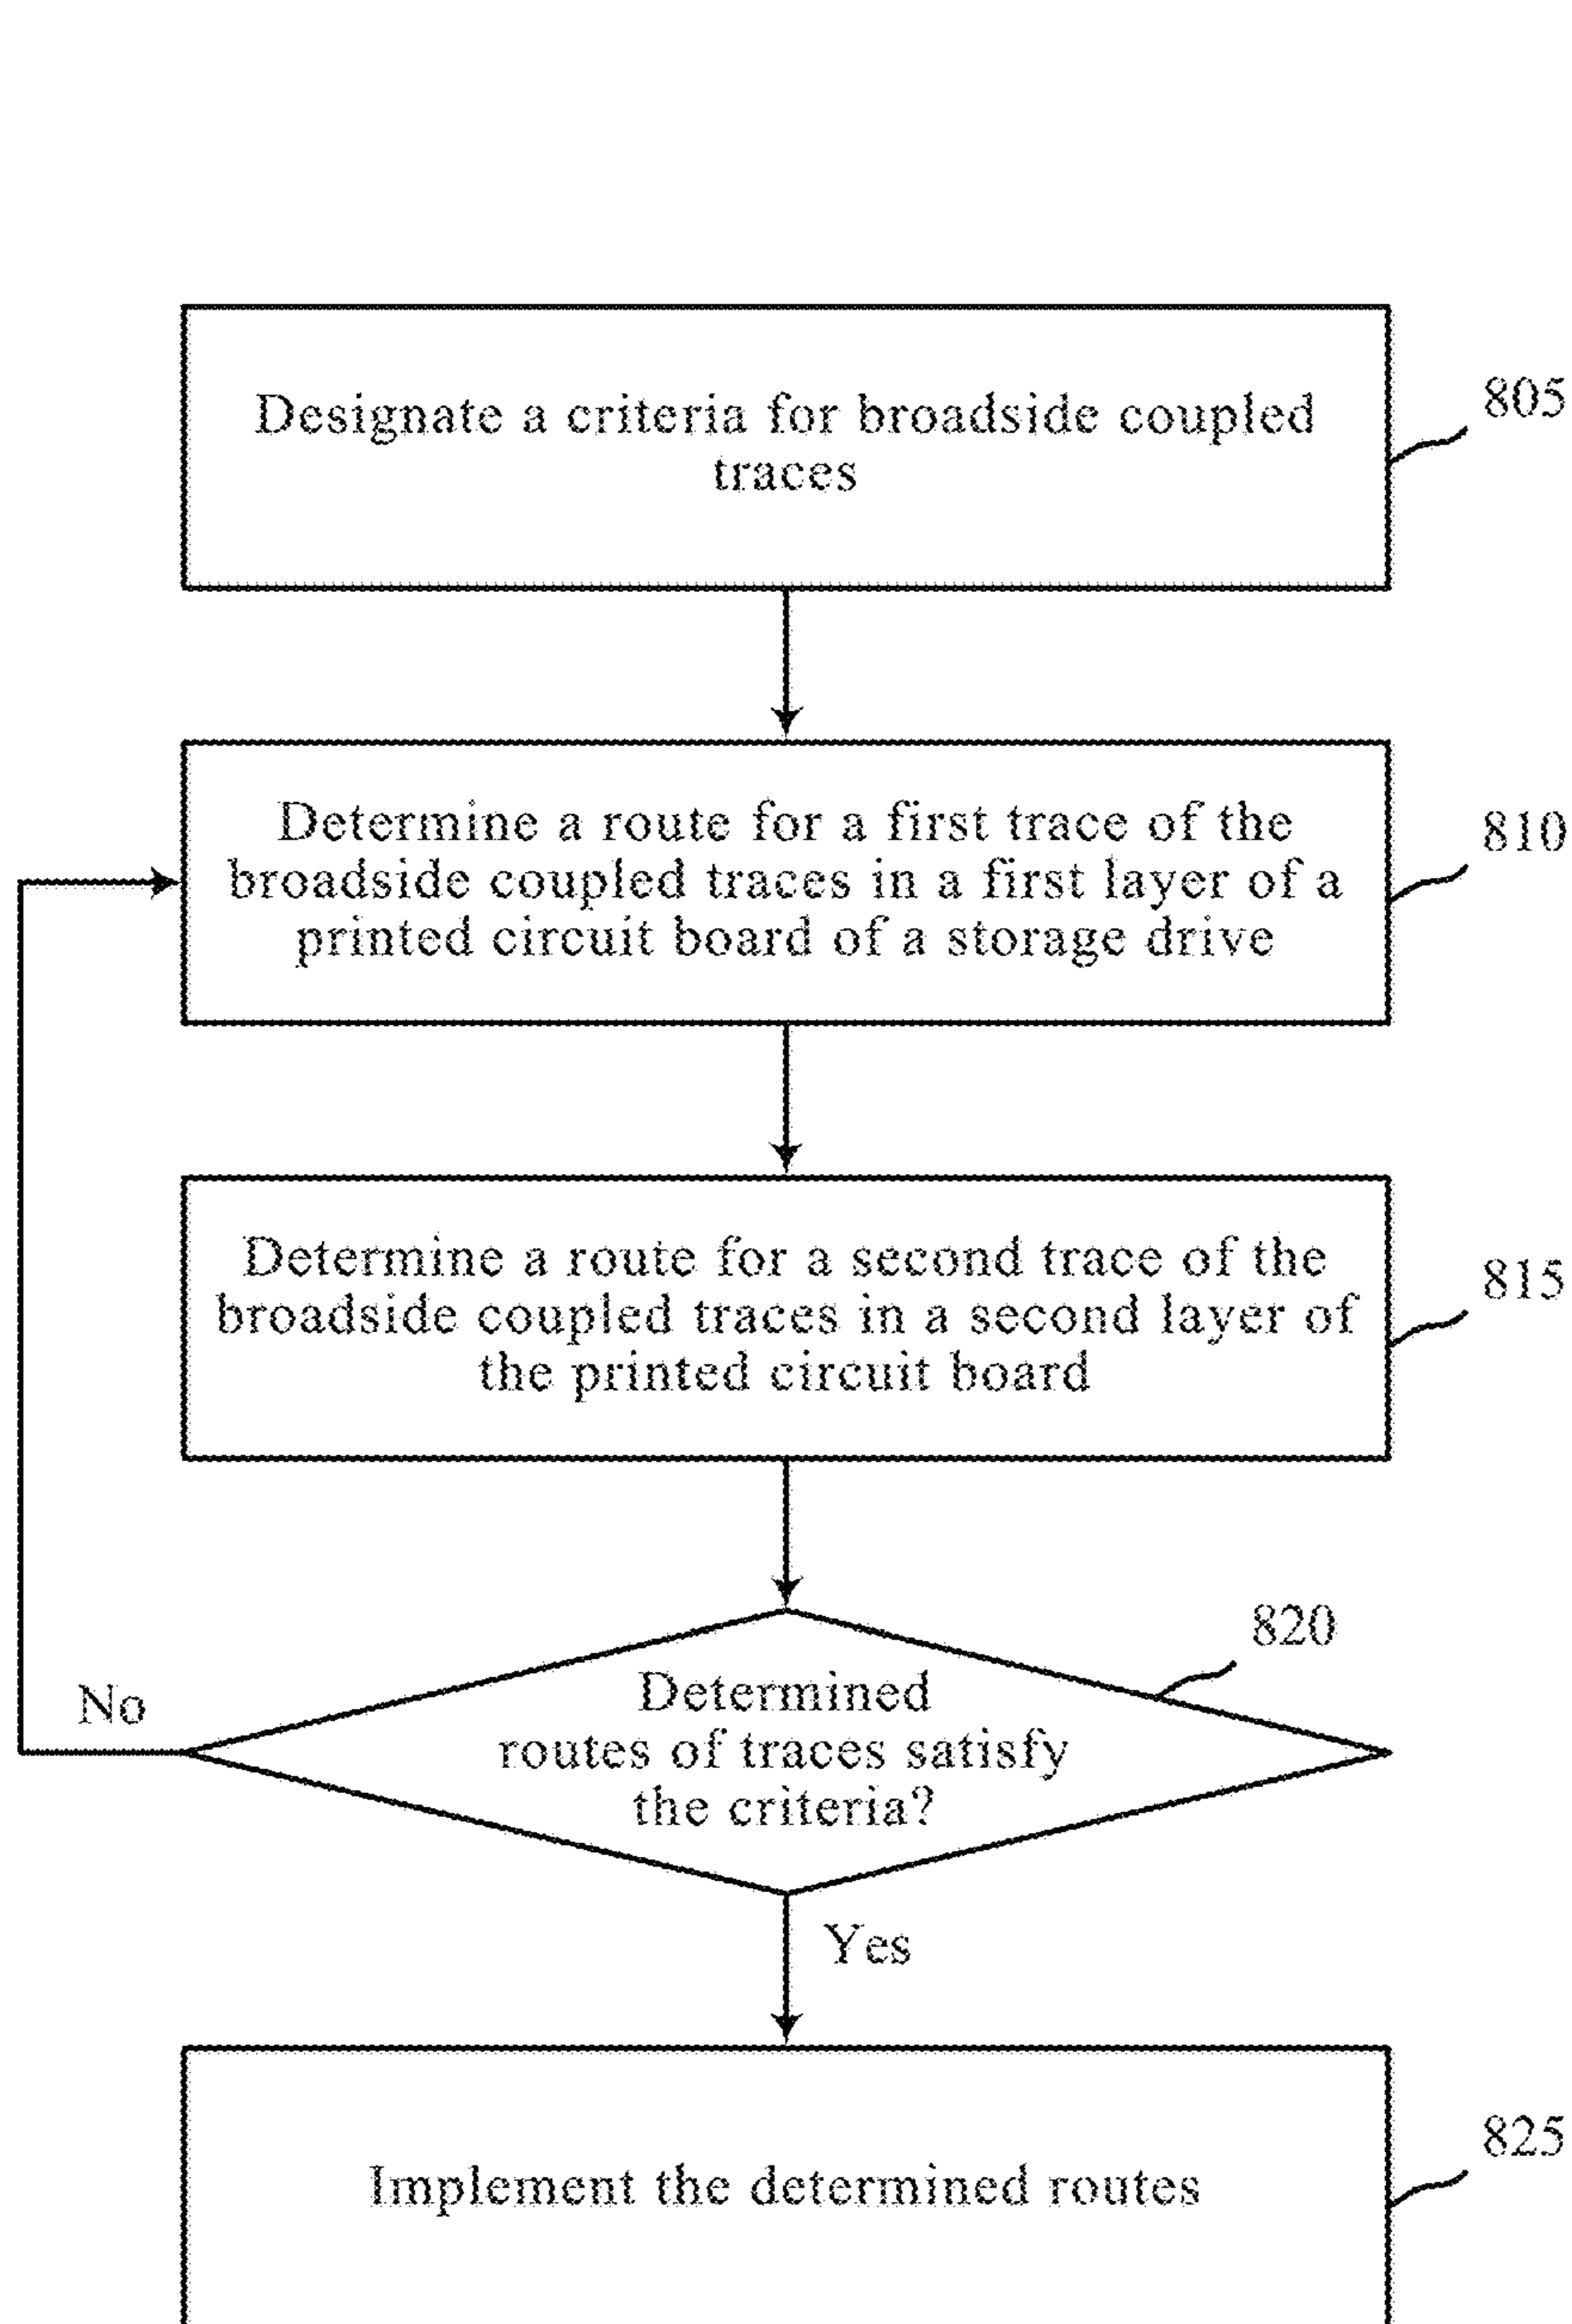 Designate a criteria for broadside coupled
traces
805
Determine a route for a first trace of the
broadside coupled traces in a first layer of a
printed circuit board of a storage drive
810
Determine a route for a second trace of the
broadside coupled traces in a second layer of
the printed circuit board
815
820
Determined
routes of traces satisfy
the criteria?
No
Yes
Implement the determined routes
825